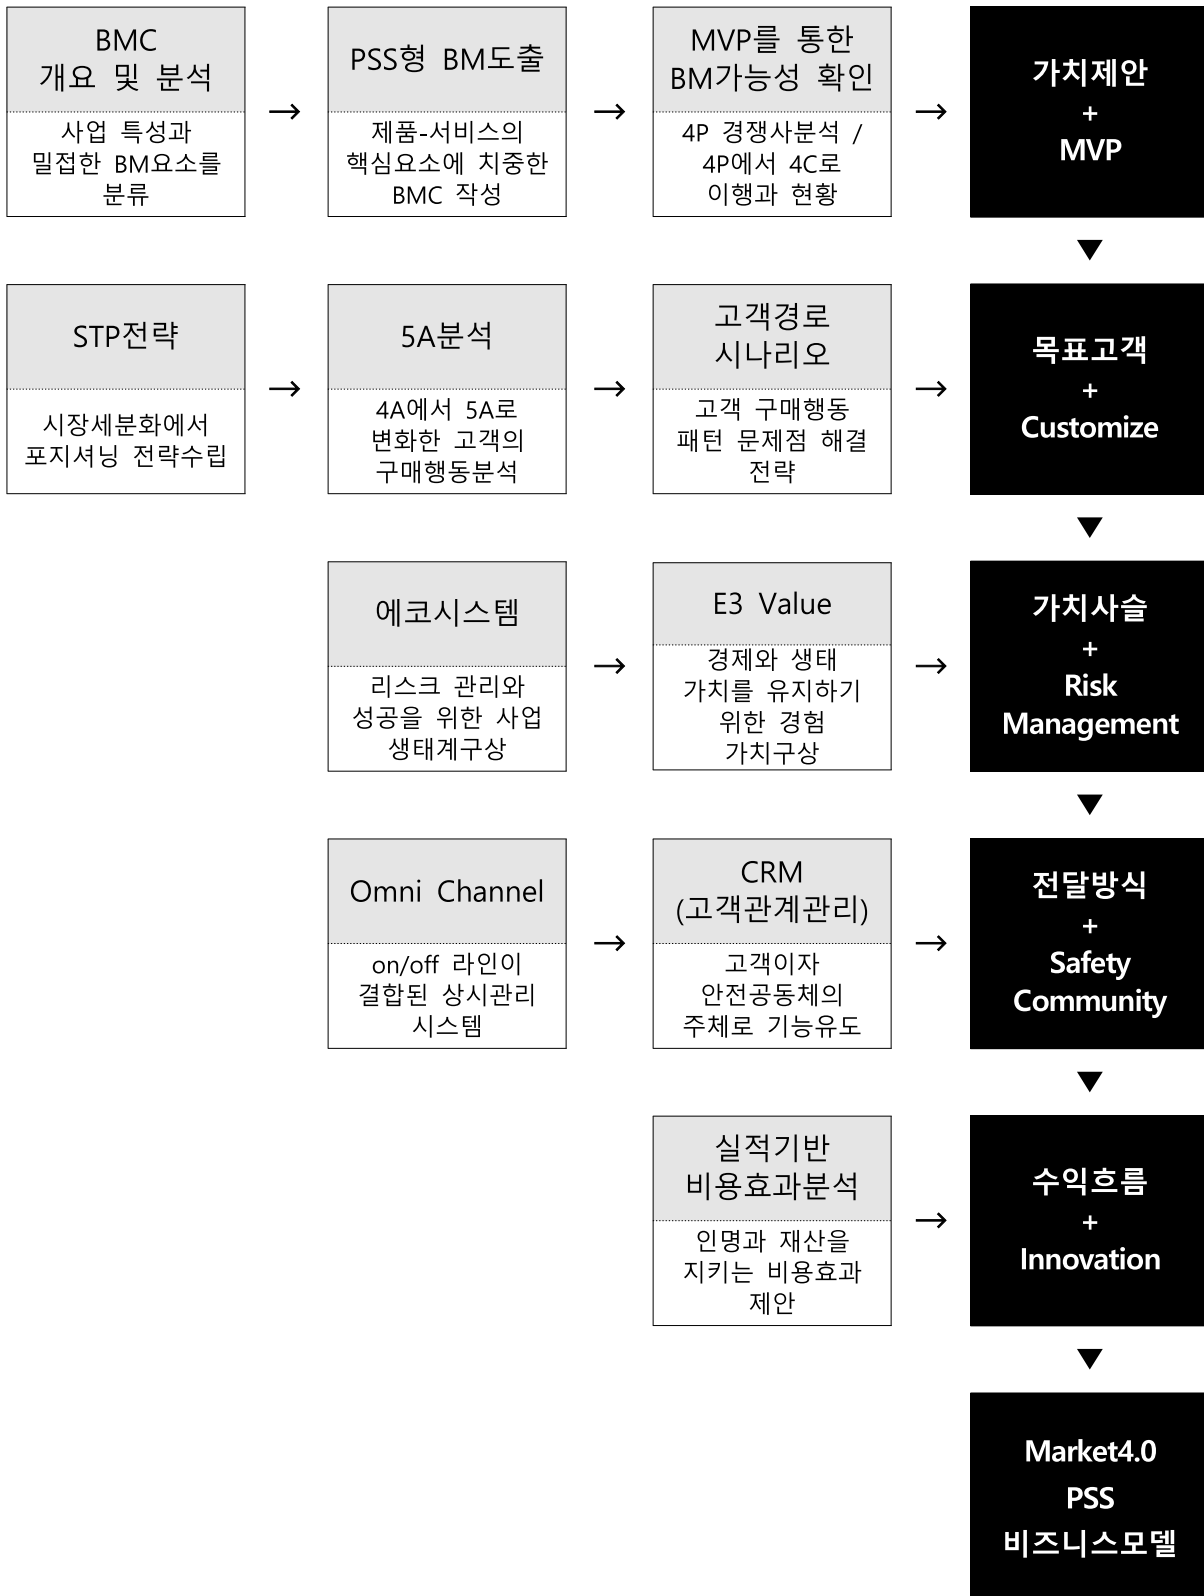 BMC
개요 및 분석
사업 특성과
밀접한 BM요소를
분류
→
PSS형 BM도출
제품-서비스의
핵심요소에 치중한
BMC 작성
→
MVP를 통한
BM가능성 확인
4P 경쟁사분석 /
4P에서 4C로
이행과 현황
→
가치제안
+
MVP
▼
STP전략
시장세분화에서
포지셔닝 전략수립
→
5A분석
4A에서 5A로
변화한 고객의
구매행동분석
→
고객경로
시나리오
고객 구매행동
패턴 문제점 해결
전략
→
목표고객
+
Customize
▼
에코시스템
리스크 관리와
성공을 위한 사업
생태계구상
→
E3 Value
경제와 생태
가치를 유지하기
위한 경험
가치구상
→
가치사슬
+
Risk
Management
▼
Omni Channel
on/off 라인이
결합된 상시관리
시스템
→
CRM
(고객관계관리)
고객이자
안전공동체의
주체로 기능유도
→
전달방식
+
Safety
Community
▼
실적기반
비용효과분석
인명과 재산을
지키는 비용효과
제안
→
수익흐름
+
Innovation
▼
Market4.0
PSS
비즈니스모델